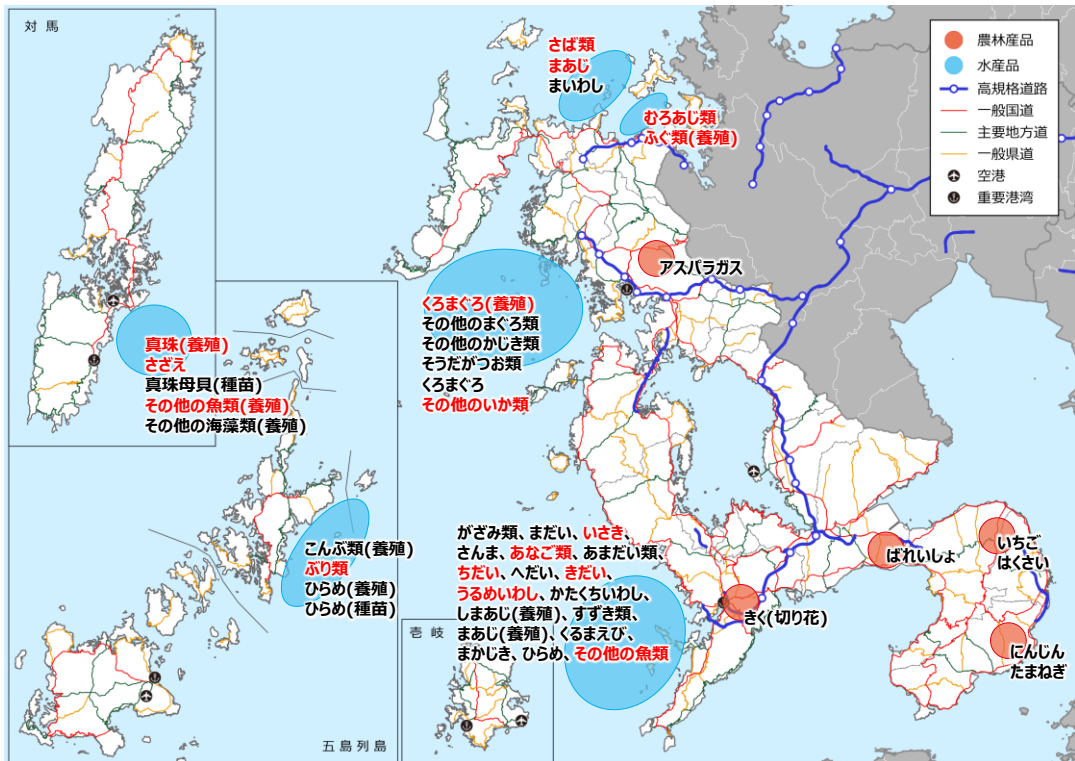 対馬
さば類
まあじ
まいわし
むろあじ類
ふぐ類(養殖)
農林産品
水産品
高規格道路
一般国道
主要地方道
一般県道
空港
重要港湾
アスパラガス
くろまぐろ(養殖)
その他のまぐろ類
その他のかじき類
そうだがつお類
くろまぐろ
その他のいか類
真珠(養殖)
さざえ
真珠母貝(種苗)
その他の魚類(養殖)
その他の海藻類(養殖)
こんぶ類(養殖)
ぶり類
ひらめ(養殖)
ひらめ(種苗)
五島列島
がざみ類、まだい、いさき、
さんま、あなご類、あまだい類、
ちだい、へだい、きだい、
うるめいわし、かたくちいわし、
しまあじ(養殖)、すずき類、
まあじ(養殖)、くるまえび、
まかじき、ひらめ、その他の魚類
壱岐
きく(切り花)
ばれいしょ
いちご
はくさい
にんじん
たまねぎ